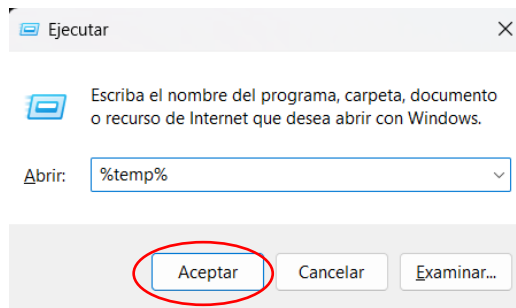 Ejecutar
Escriba el nombre del programa, carpeta, documento
o recurso de Internet que desea abrir con Windows.
Abrir: %temp%
Aceptar Cancelar Examinar...